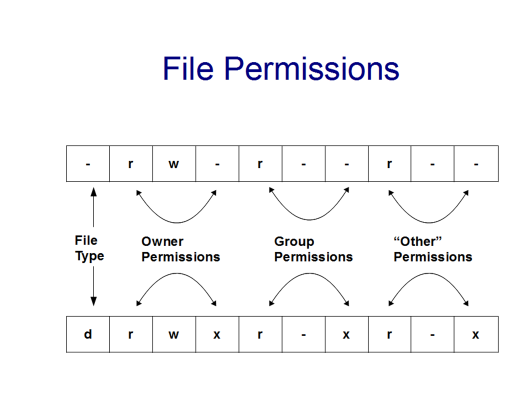 File Permissions
- r w - r - - r - -
File Type
Owner Permissions
Group Permissions
“Other” Permissions
d r w x r - x r - x